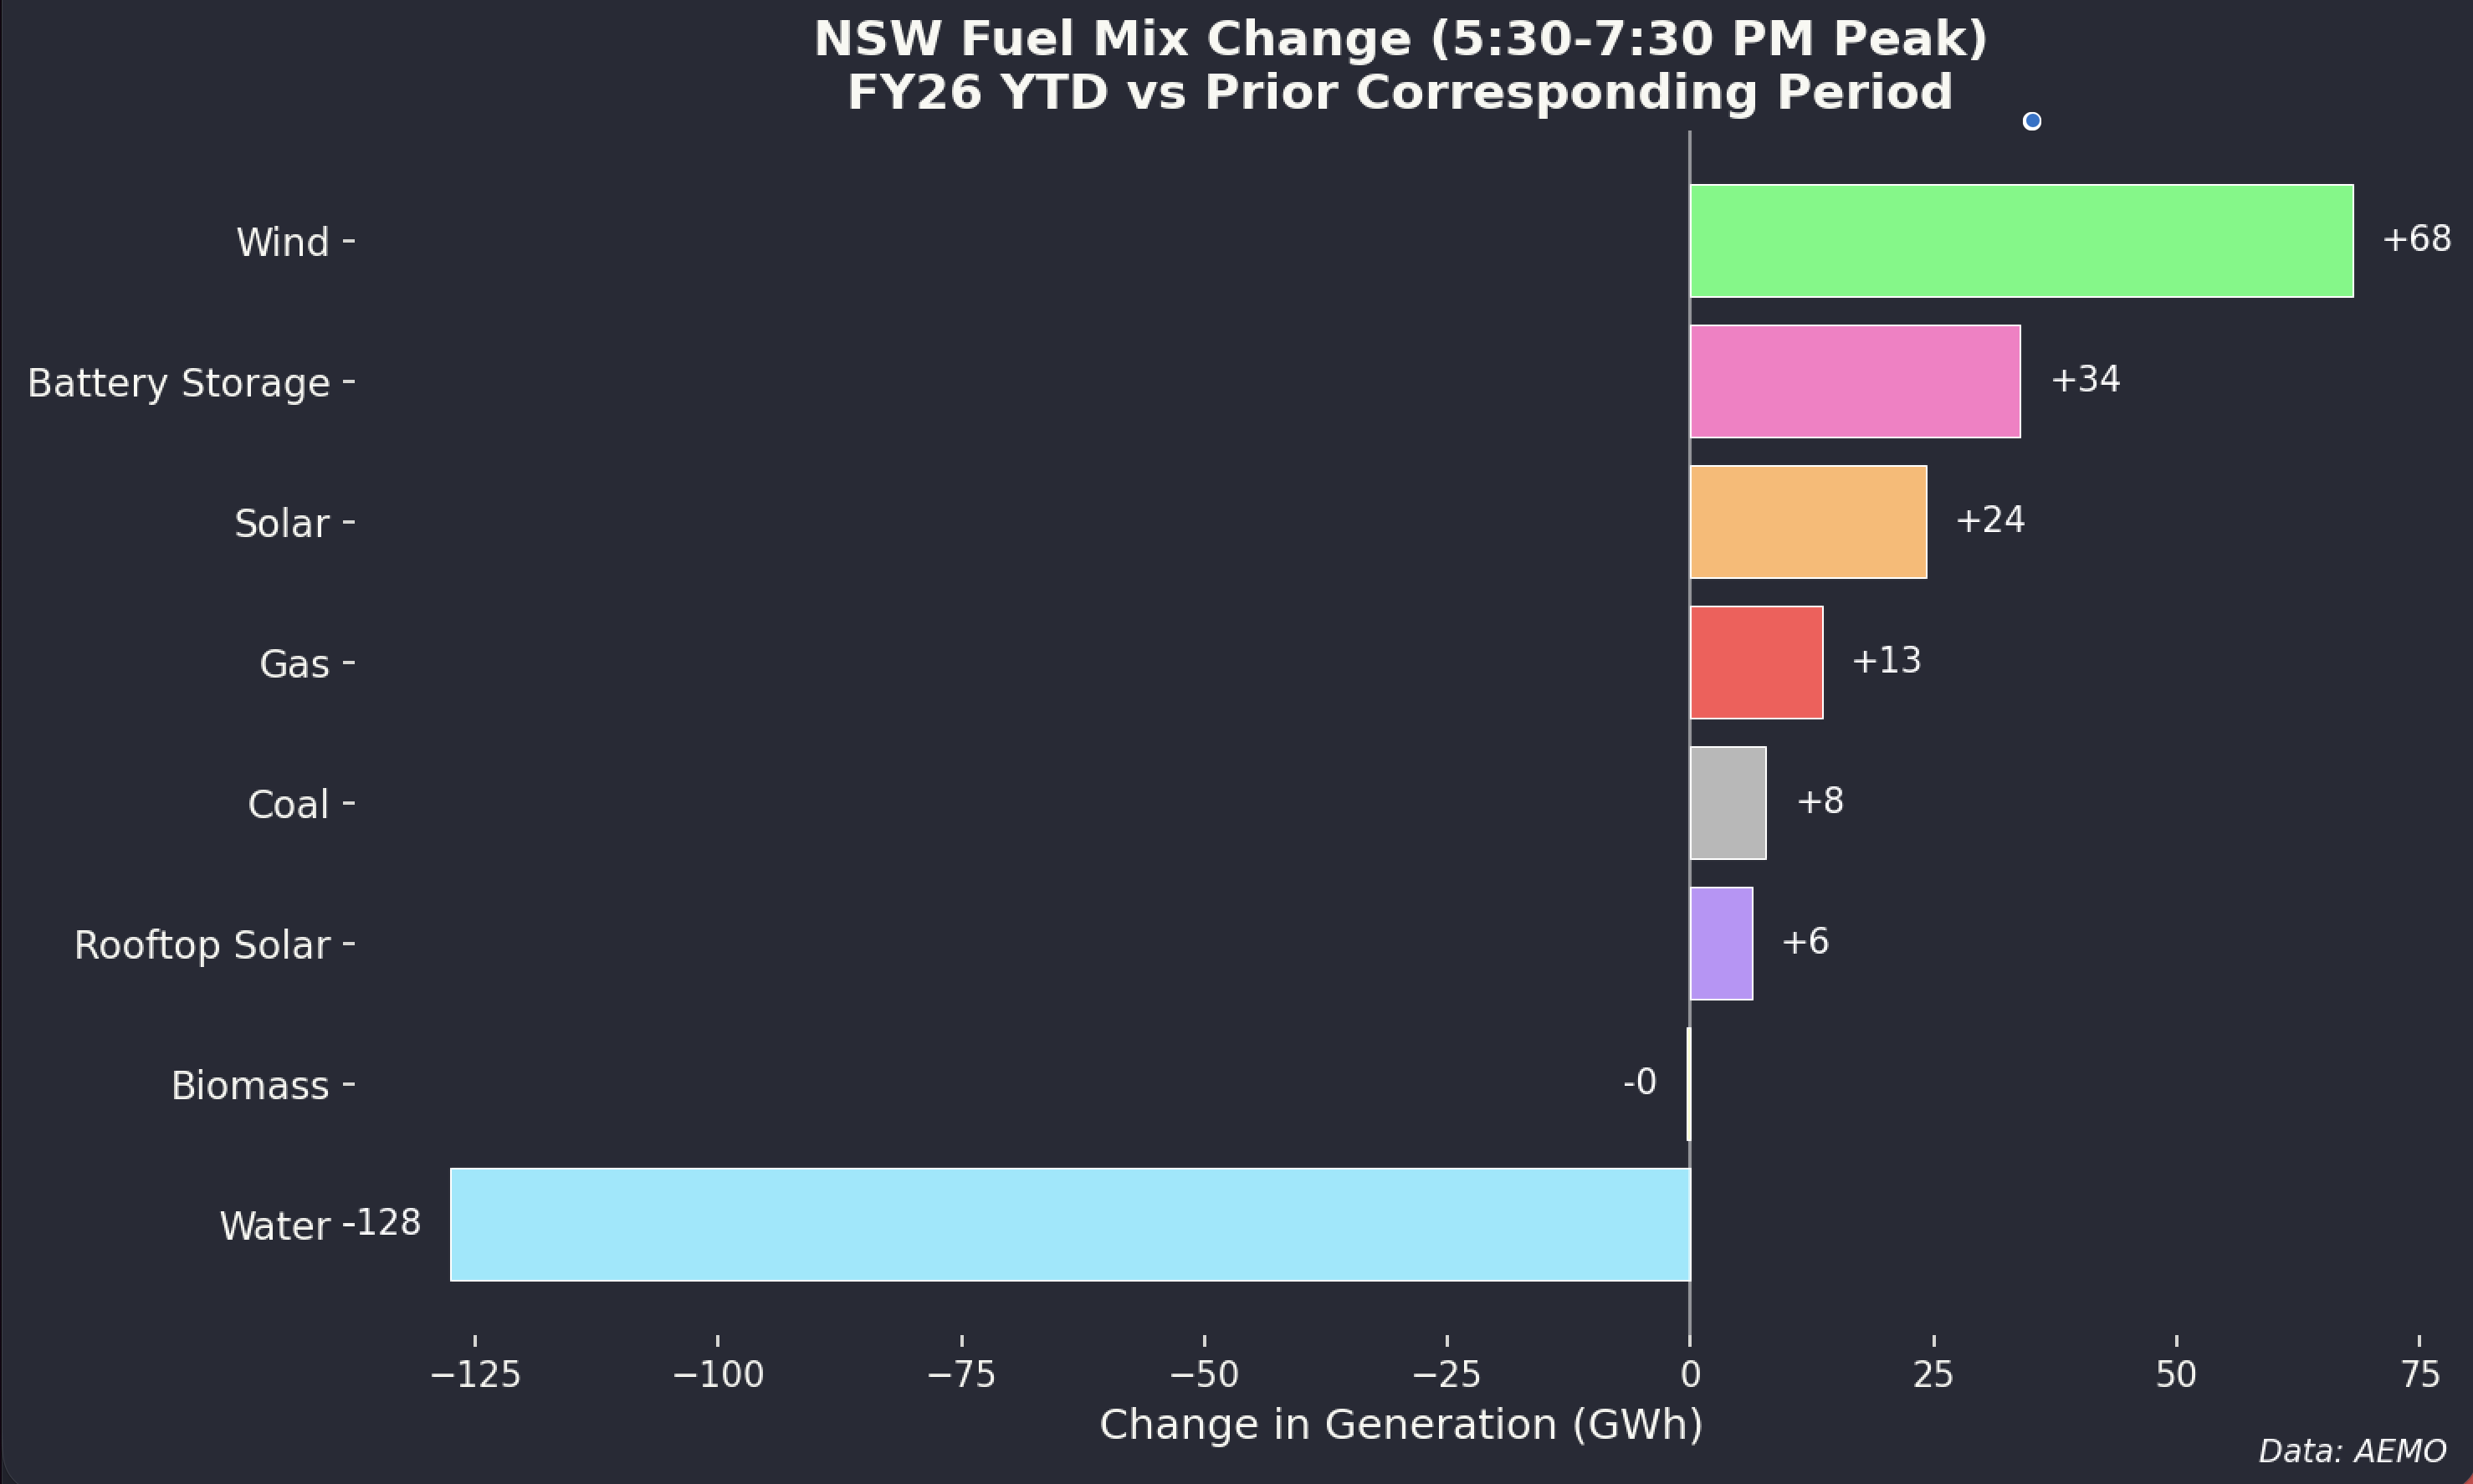 NSW Fuel Mix Change (5:30-7:30 PM Peak)
FY26 YTD vs Prior Corresponding Period
Wind
+68
Battery Storage
+34
Solar
+24
Gas
+13
Coal
+8
Rooftop Solar
+6
Biomass
-0
Water
-128
−125 −100 −75 −50 −25 0 25 50 75
Change in Generation (GWh)
Data: AEMO